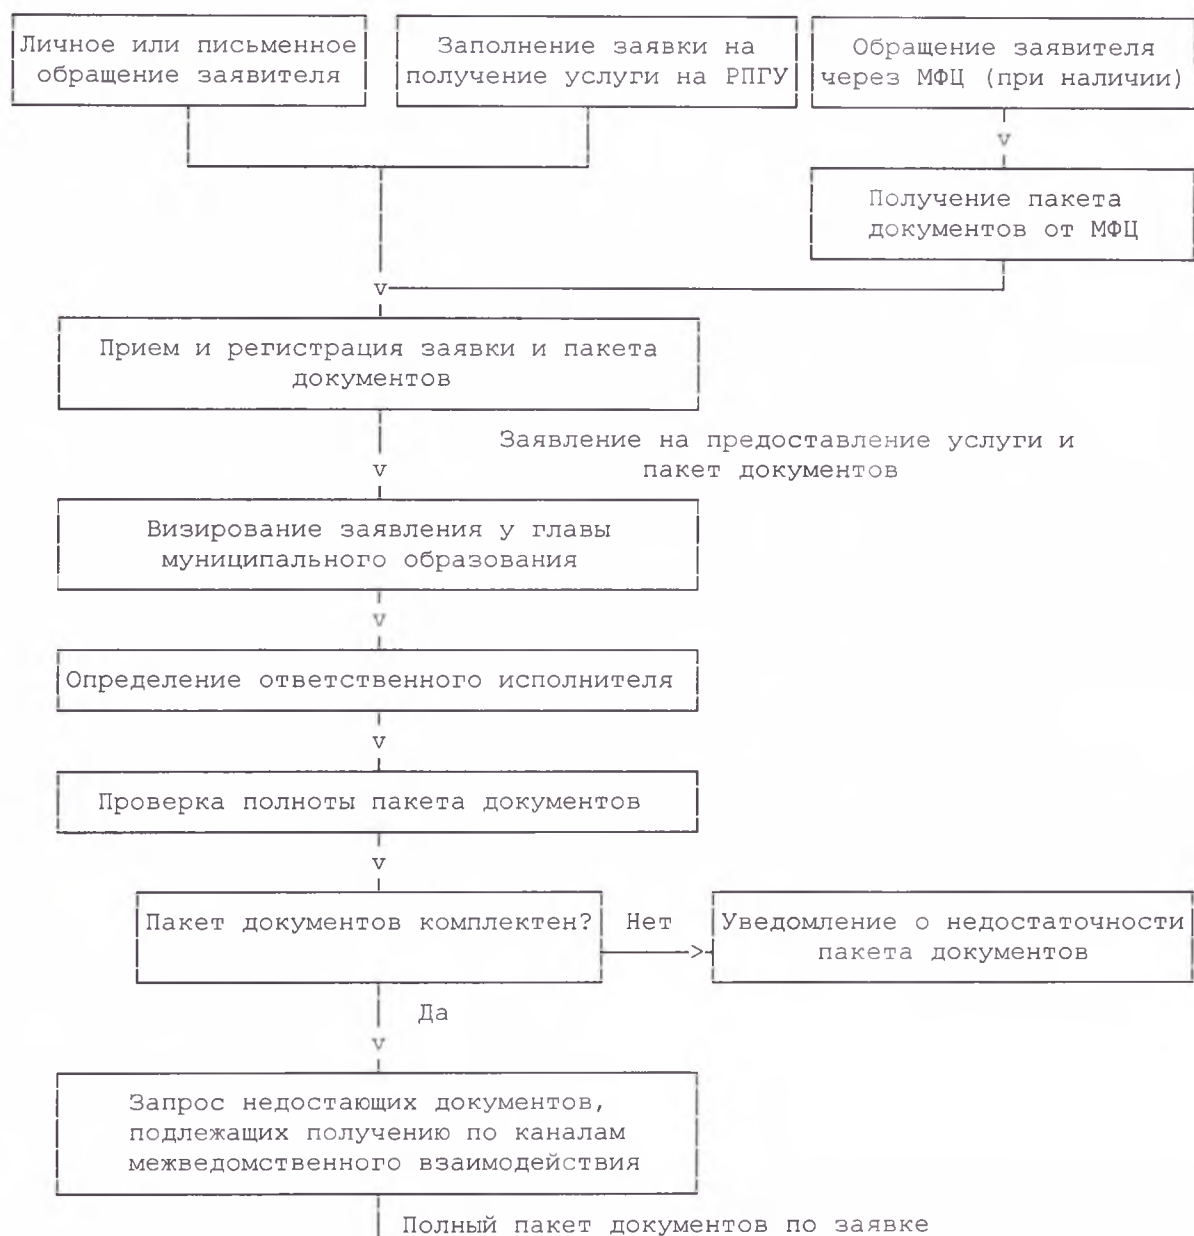 Личное или письменное
обращение заявителя
Заполнение заявки на
получение услуги на РПГУ
Обращение заявителя
через МФЦ (при наличии)
v
Получение пакета
документов от МФЦ
v
Прием и регистрация заявки и пакета
документов
Заявление на предоставление услуги и
пакет документов
v
Визирование заявления у главы
муниципального образования
v
Определение ответственного исполнителя
v
Проверка полноты пакета документов
v
Пакет документов комплектен?
Нет
>
Уведомление о недостаточности
пакета документов
Да
v
Запрос недостающих документов,
подлежащих получению по каналам
межведомственного взаимодействия
Полный пакет документов по заявке